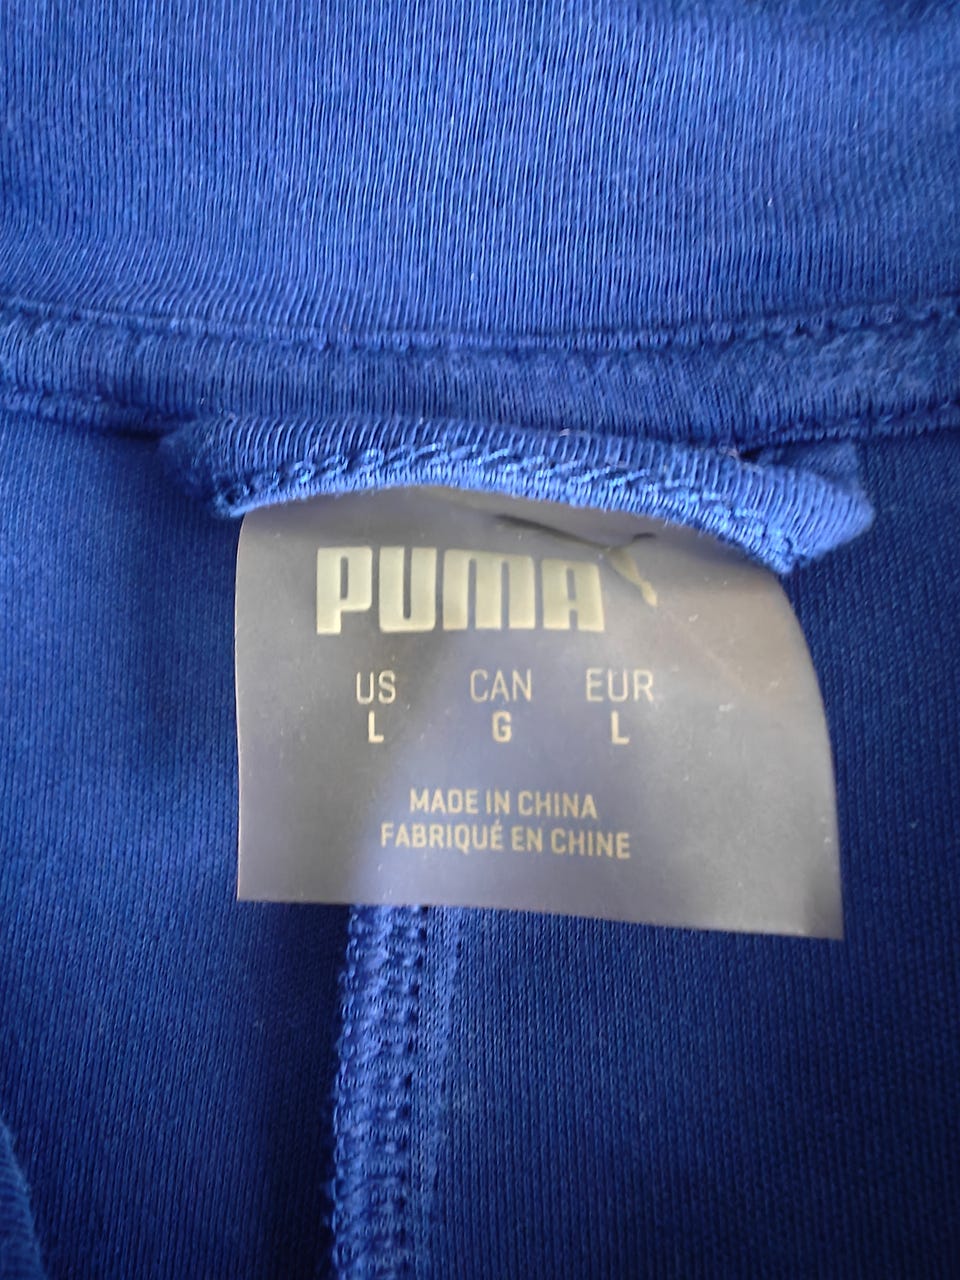 PUMA
US CAN EUR
L G L
MADE IN CHINA
FABRIQUÉ EN CHINE